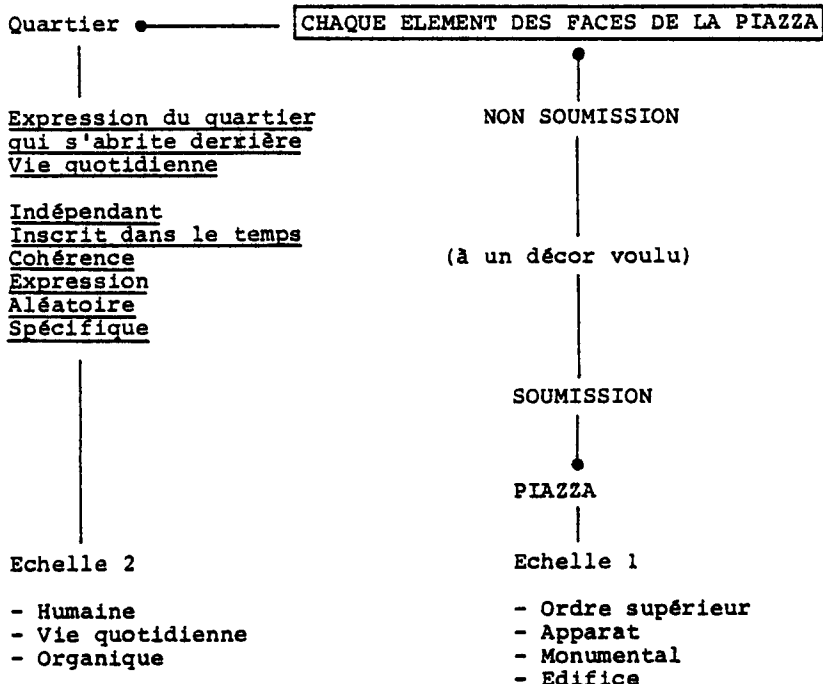 Quartier
CHAQUE ELEMENT DES FACES DE LA PIAZZA
Expression du quartier
qui s'abrite derrière
Vie quotidienne
Indépendant
Inscrit dans le temps
Cohérence
Expression
Aléatoire
Spécifique
NON SOUMISSION
(à un décor voulu)
SOUMISSION
PIAZZA
Echelle 2
- Humaine
- Vie quotidienne
- Organique
Echelle 1
- Ordre supérieur
- Apparat
- Monumental
- Edifice